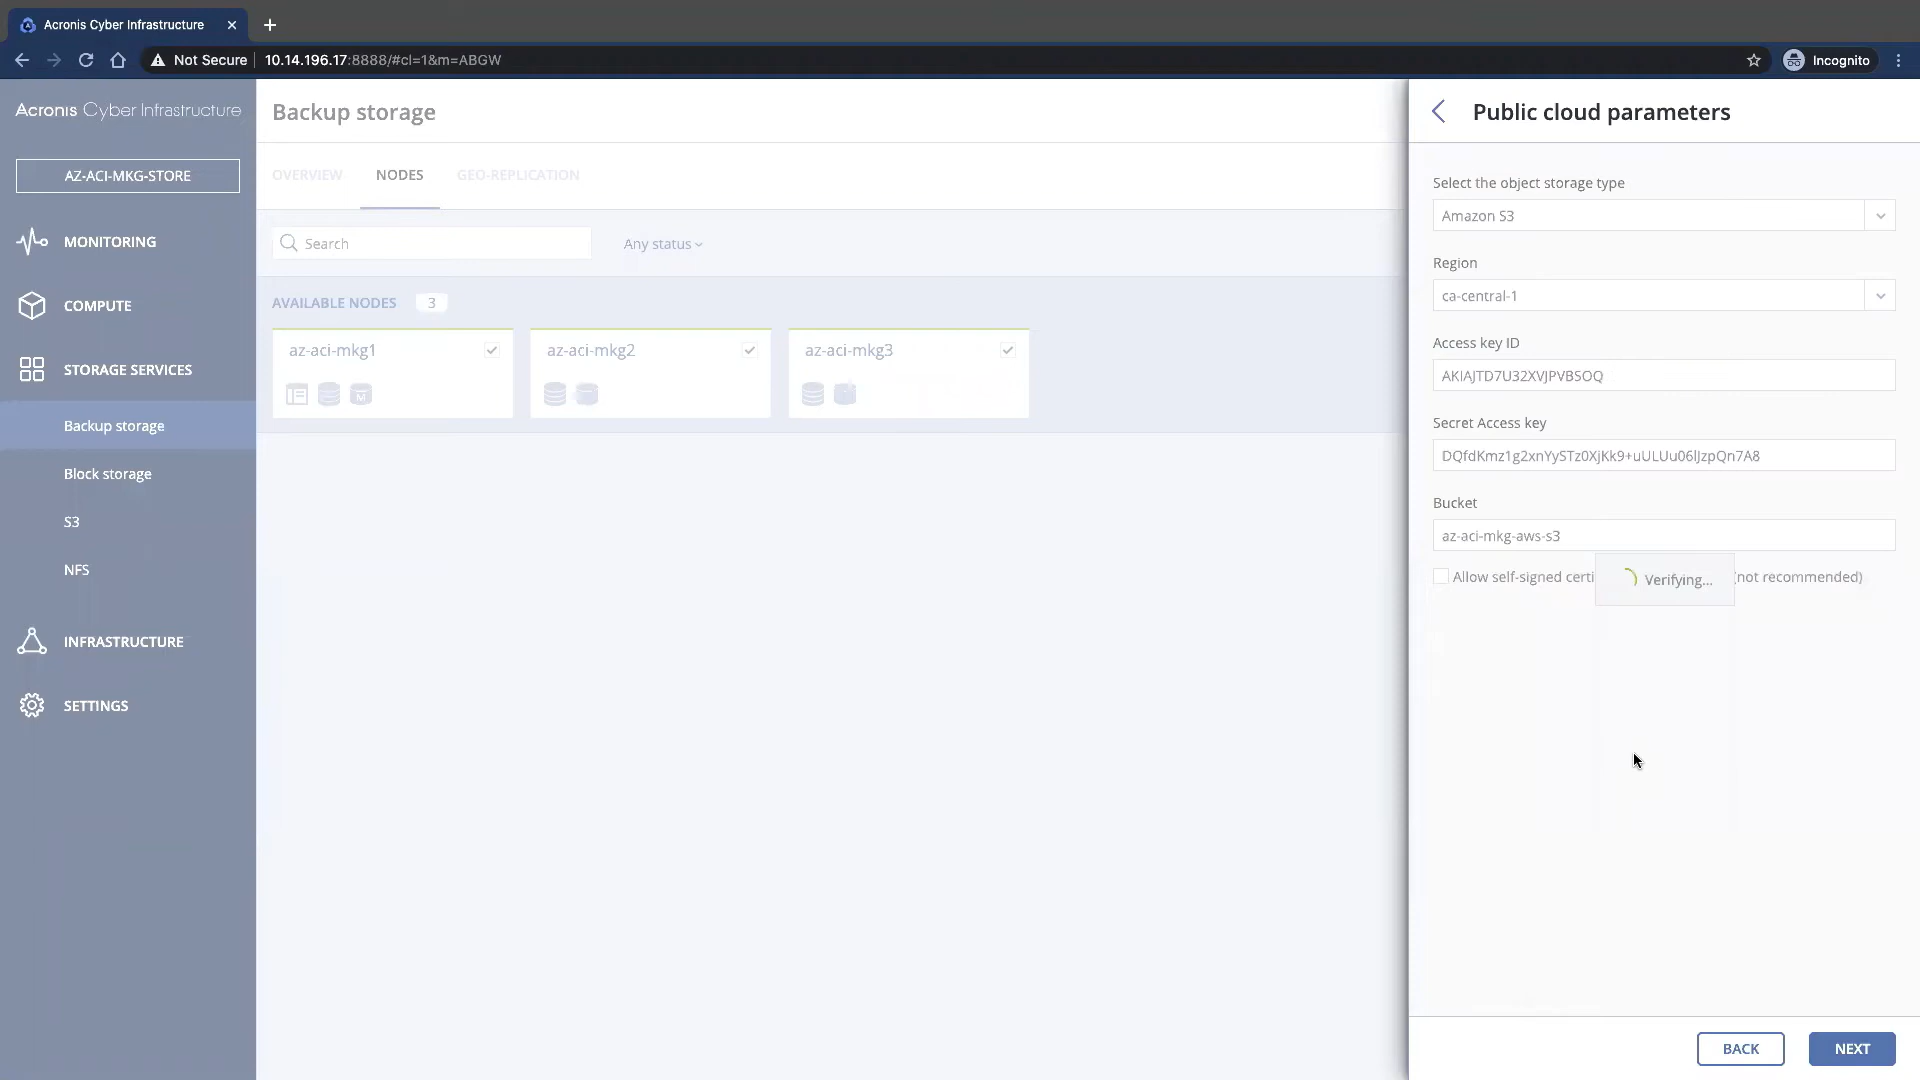 Acronis Cyber Infrastructure
Not Secure
10.14.196.17:8888/#cl=1&m=ABGW
Incognito
Acronis Cyber Infrastructure
AZ-ACI-MKG-STORE
MONITORING
COMPUTE
STORAGE SERVICES
Backup storage
Block storage
S3
NFS
INFRASTRUCTURE
SETTINGS
Backup storage
OVERVIEW
NODES
GEO-REPLICATION
Search
Any status
AVAILABLE NODES 3
az-aci-mkg1
az-aci-mkg2
az-aci-mkg3
M
Public cloud parameters
Select the object storage type
Amazon S3
Region
ca-central-1
Access key ID
AKIAJTD7U32XVJPVBSOQ
Secret Access key
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
Bucket
az-aci-mkg-aws-s3
Allow self-signed certi
Verifying...
(not recommended)
BACK
NEXT